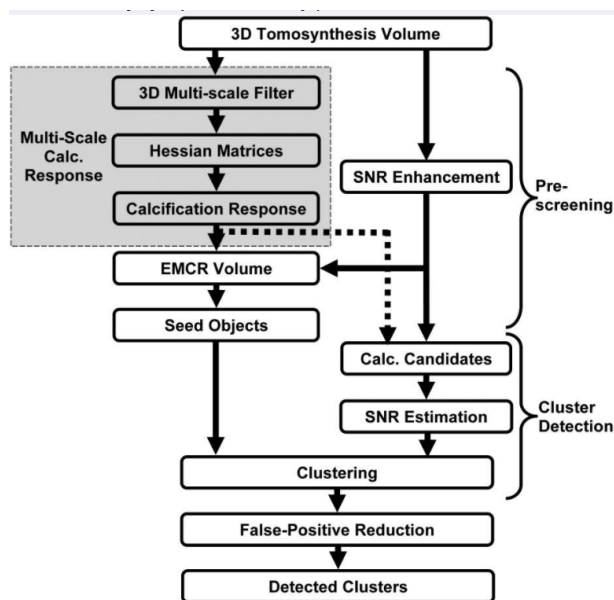 3D Tomosynthesis Volume
3D Multi-scale Filter
Multi-Scale
Calc.
Response
Hessian Matrices
SNR Enhancement
Pre-
screening
Calcification Response
EMCR Volume
Seed Objects
Calc. Candidates
SNR Estimation
Cluster
Detection
Clustering
False-Positive Reduction
Detected Clusters